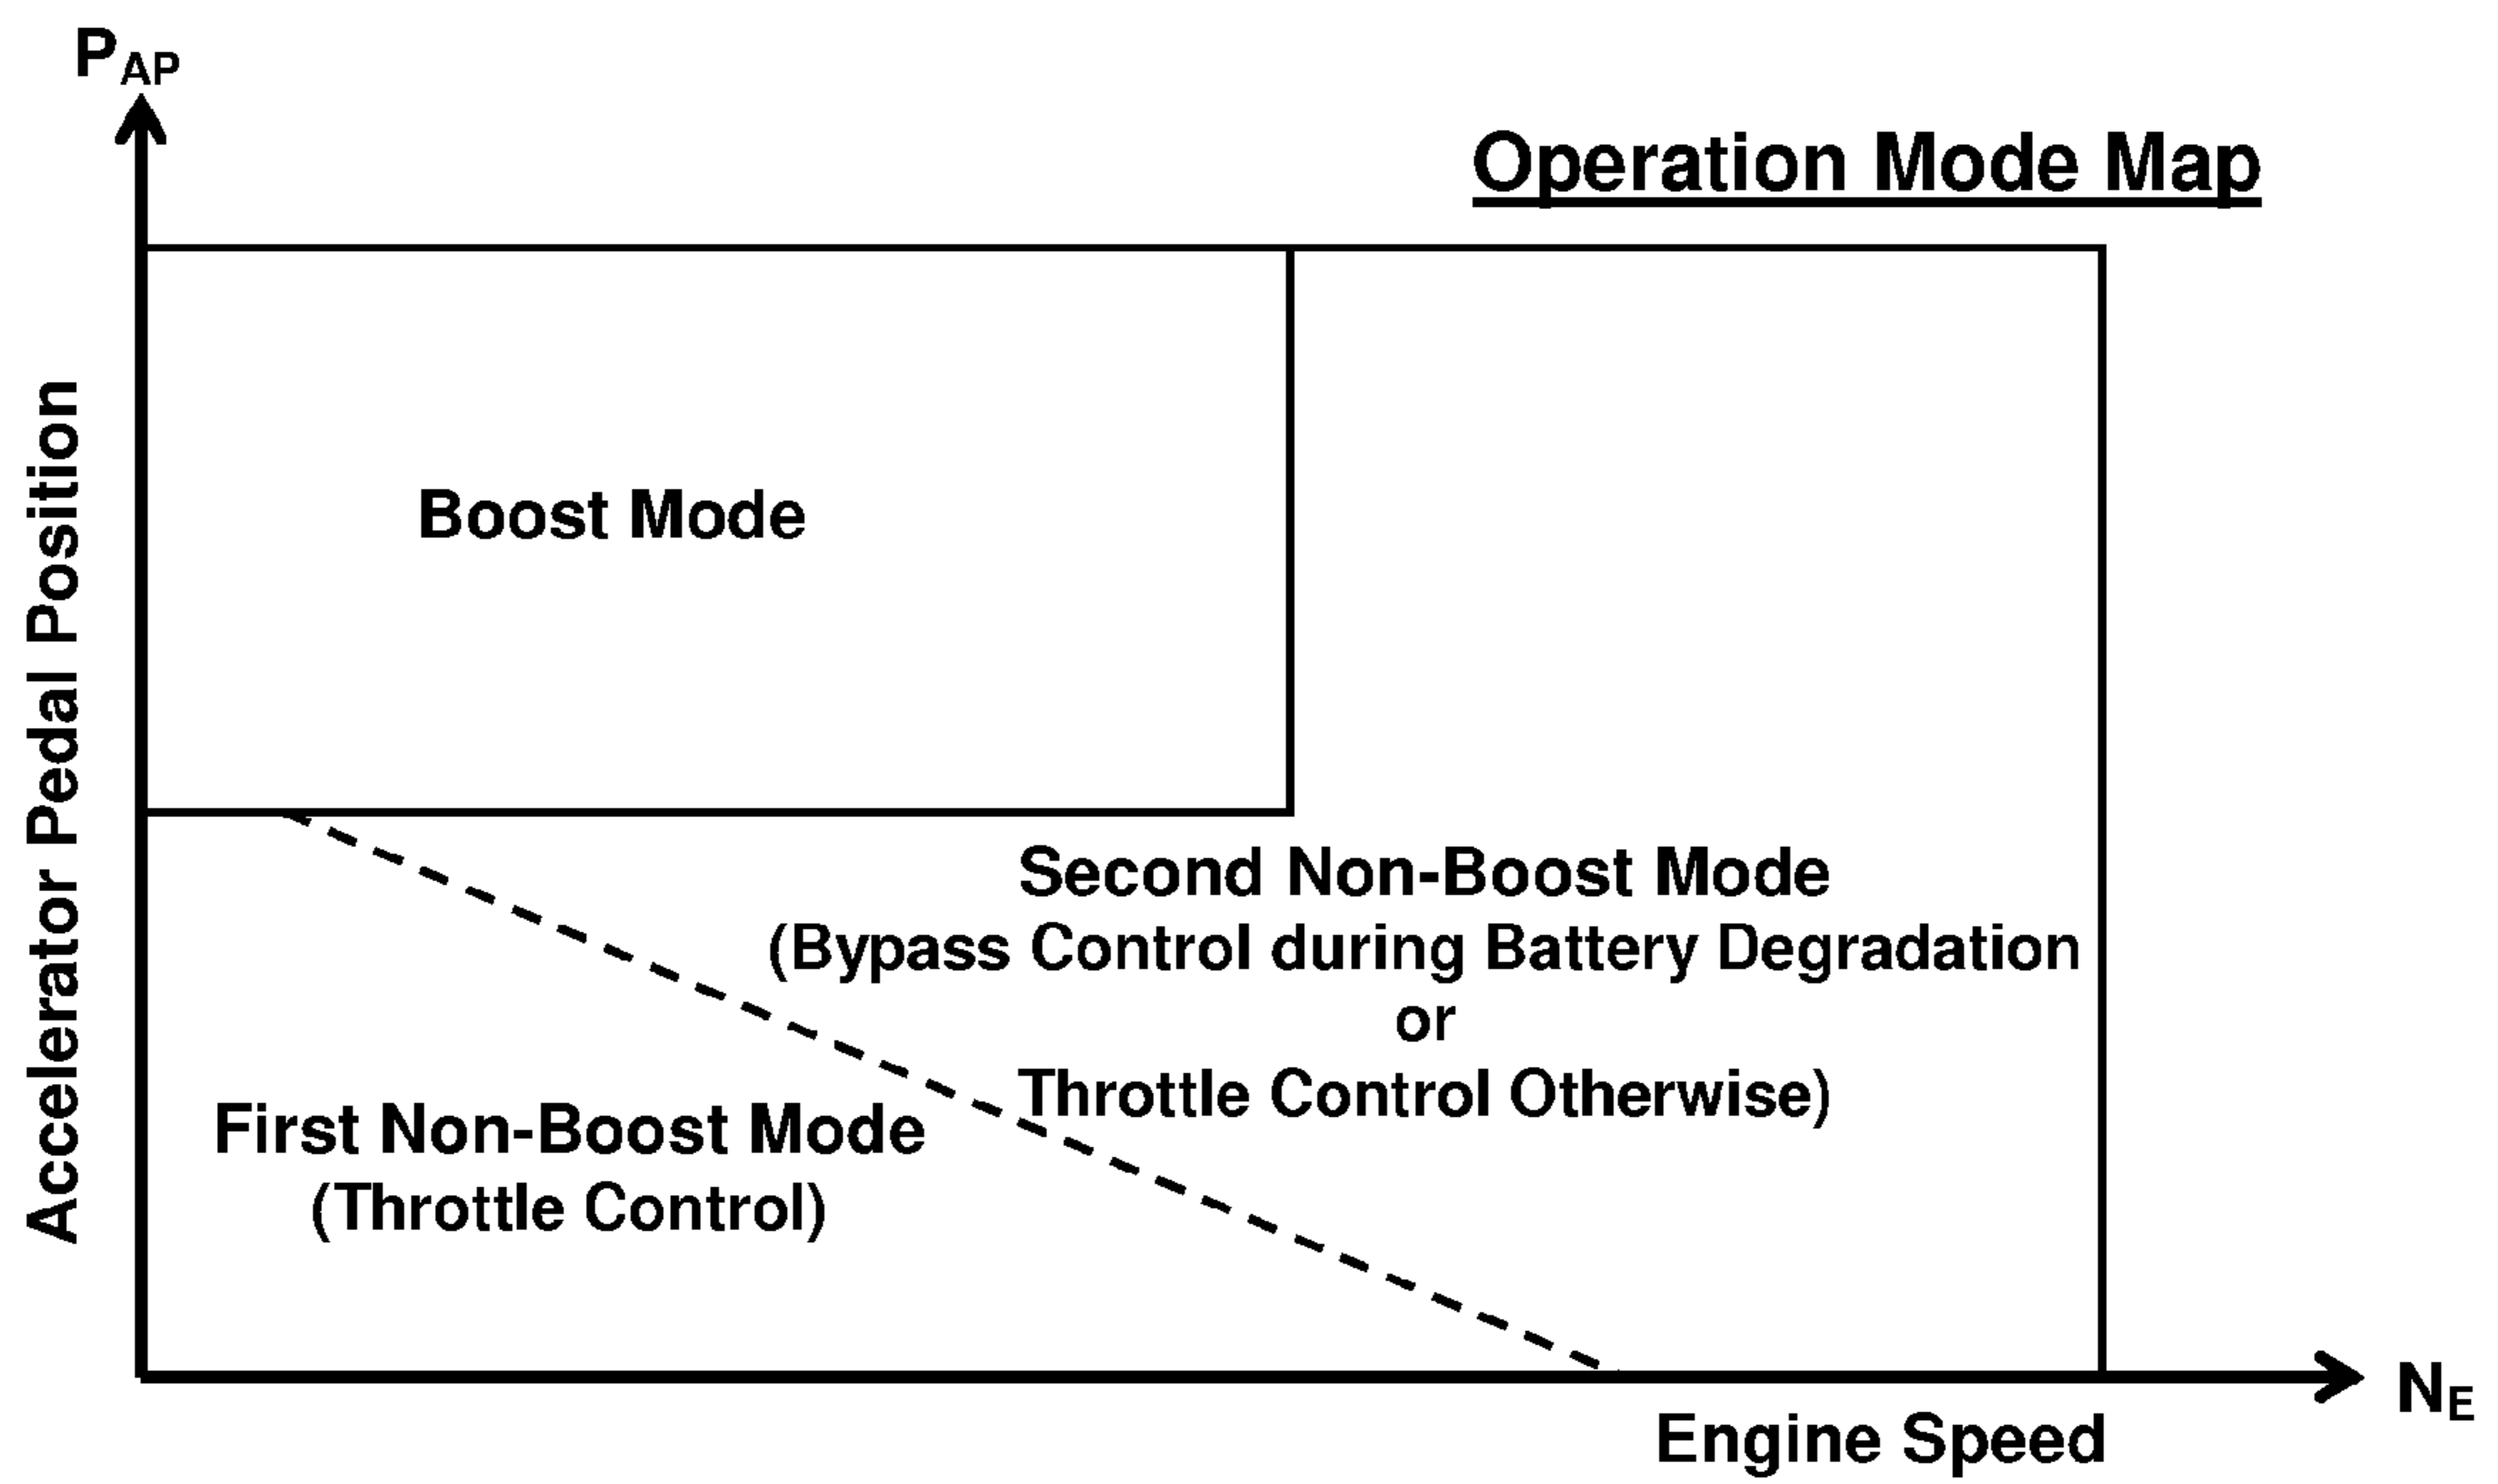 P_AP
Operation Mode Map
Accelerator Pedal Position
Boost Mode
Second Non-Boost Mode
(Bypass Control during Battery Degradation
or
Throttle Control Otherwise)
First Non-Boost Mode
(Throttle Control)
N_E
Engine Speed